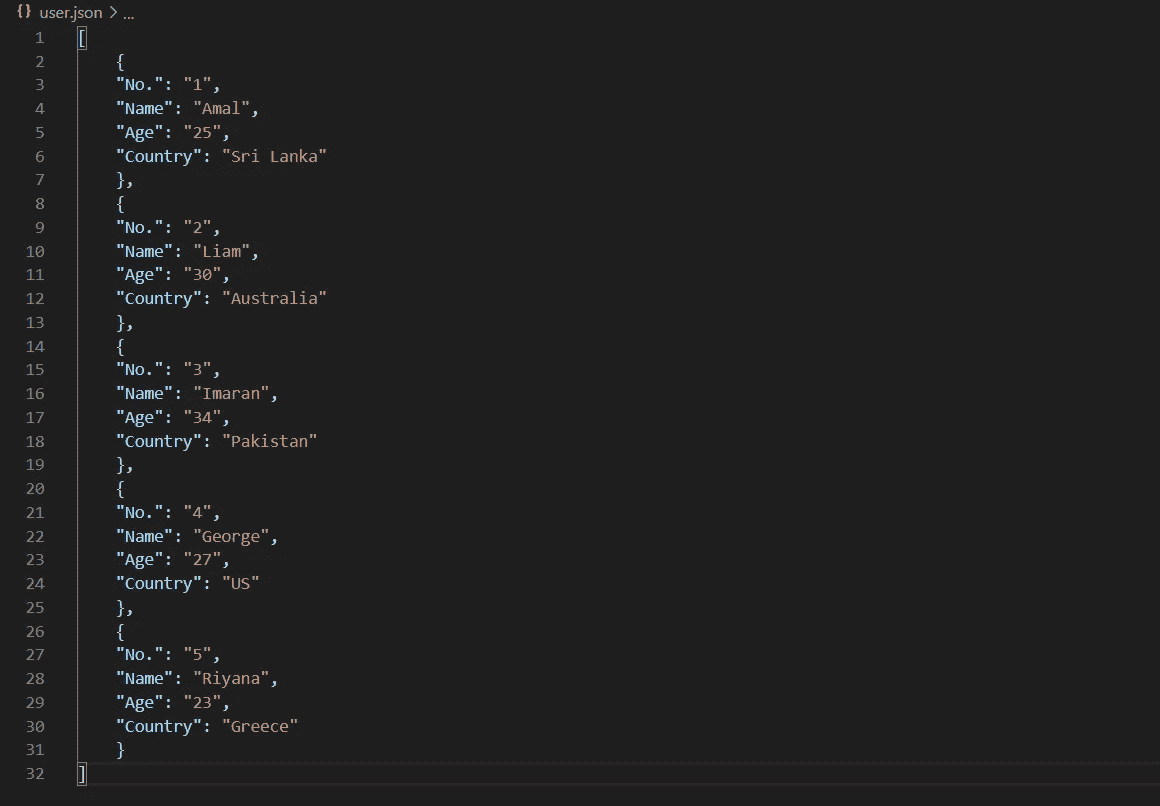 {} user.json > ...
1 [
2 {
3 "No.": "1",
4 "Name": "Amal",
5 "Age": "25",
6 "Country": "Sri Lanka"
7 },
8 {
9 "No.": "2",
10 "Name": "Liam",
11 "Age": "30",
12 "Country": "Australia"
13 },
14 {
15 "No.": "3",
16 "Name": "Imaran",
17 "Age": "34",
18 "Country": "Pakistan"
19 },
20 {
21 "No.": "4",
22 "Name": "George",
23 "Age": "27",
24 "Country": "US"
25 },
26 {
27 "No.": "5",
28 "Name": "Riyana",
29 "Age": "23",
30 "Country": "Greece"
31 }
32 ]